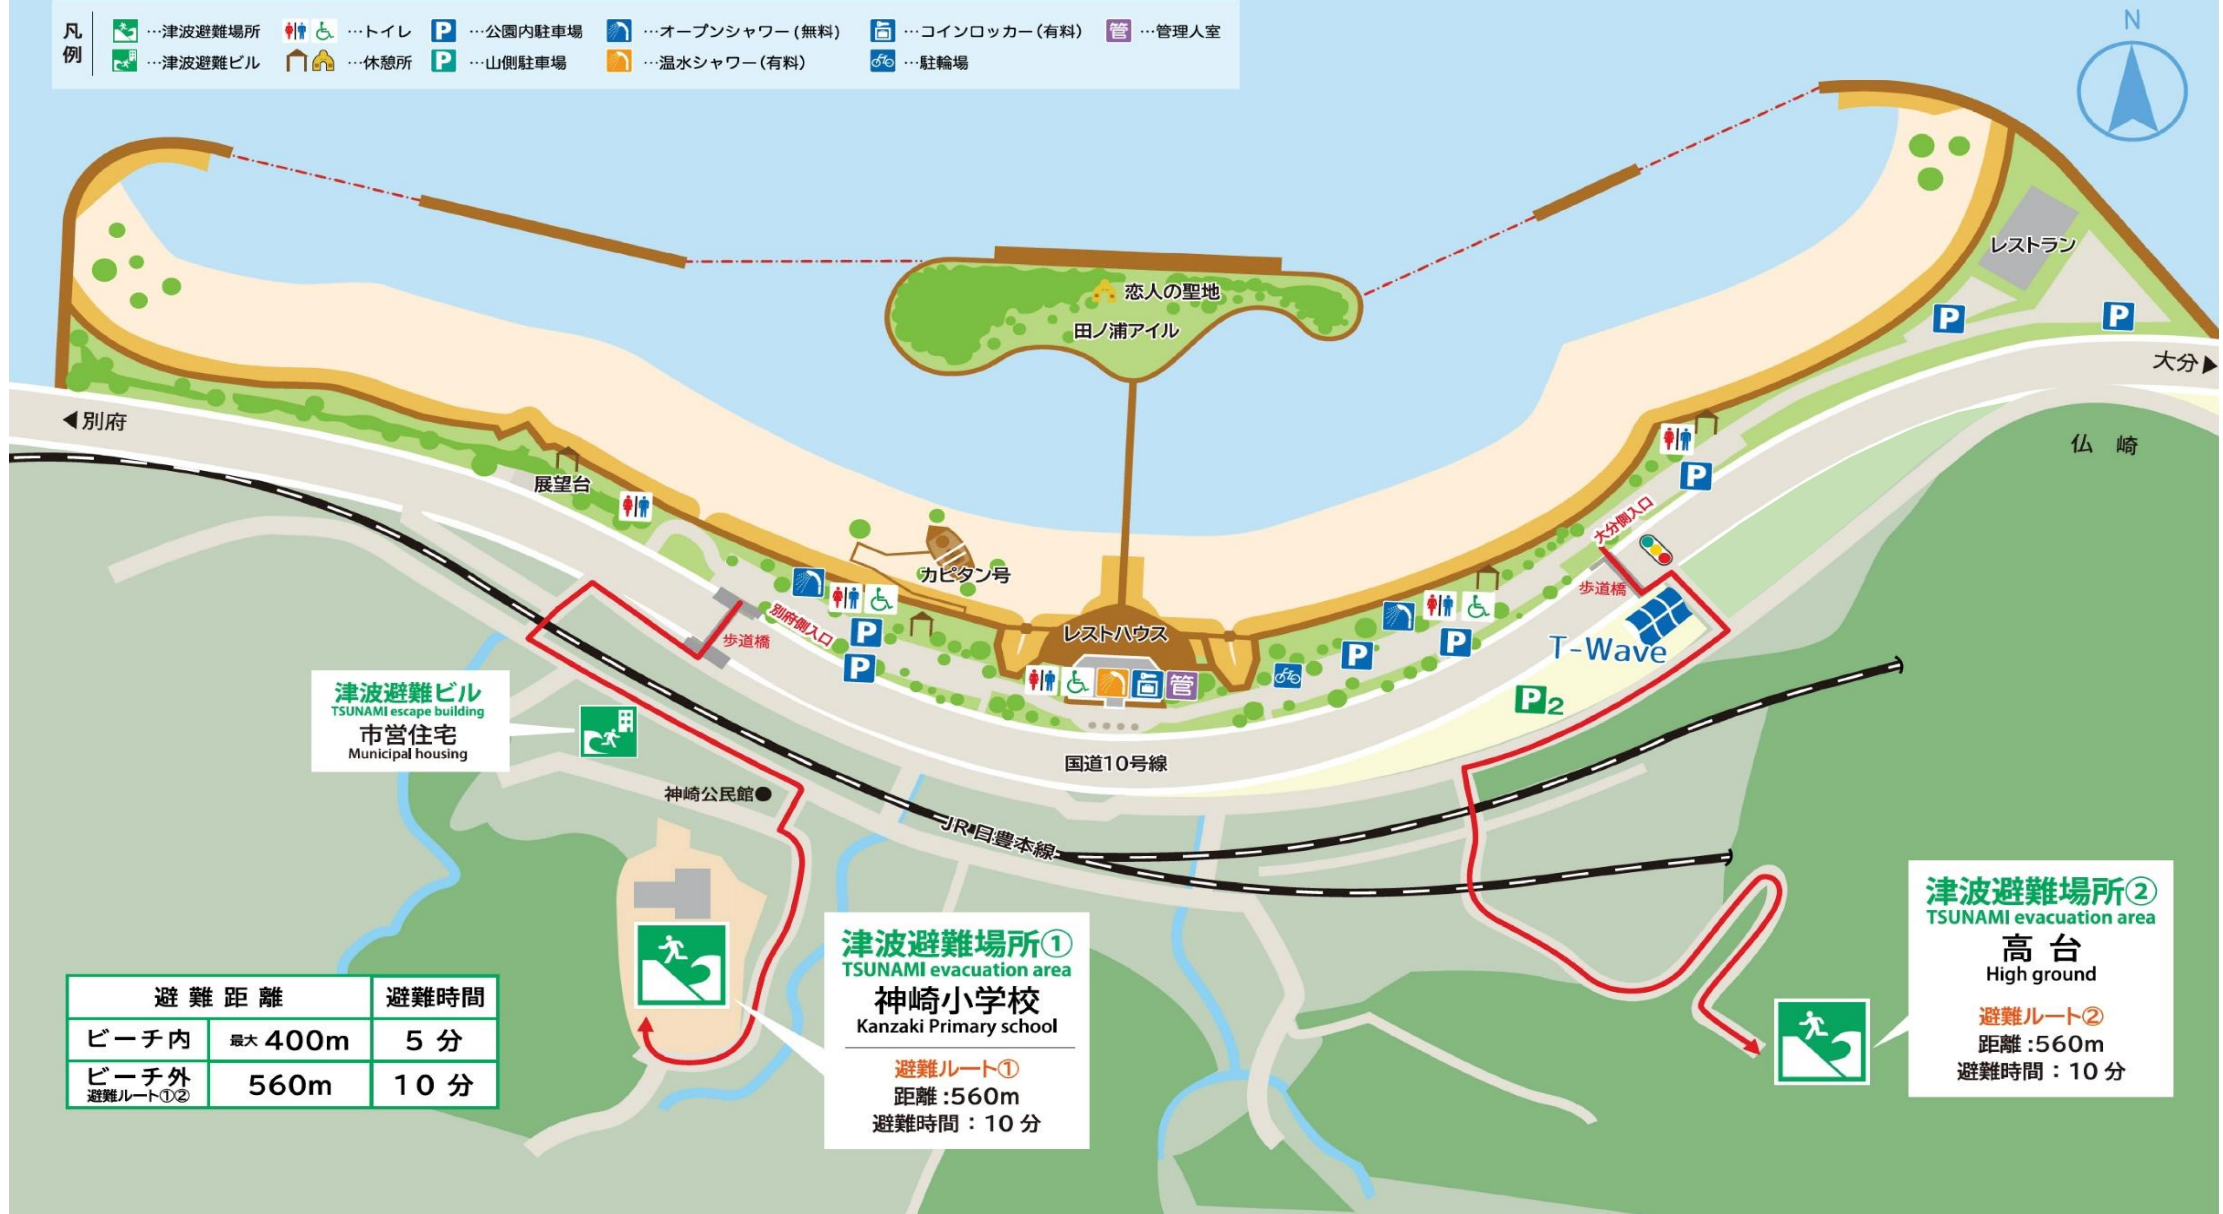 凡例
…津波避難場所
…トイレ
P …公園内駐車場
…オープンシャワー(無料)
…コインロッカー(有料)
管 …管理人室
…津波避難ビル
…休憩所
P …山側駐車場
…温水シャワー(有料)
…駐輪場
N
レストラン
恋人の聖地
田ノ浦アイル
P
P
大分▶
◀別府
仏崎
展望台
P
大分側入口
カピタン号
歩道橋
別府側入口
歩道橋
P
P
レストハウス
P
P
T-Wave
管
P2
津波避難ビル
TSUNAMI escape building
市営住宅
Municipal housing
国道10号線
神崎公民館●
JR日豊本線
津波避難場所①
TSUNAMI evacuation area
神崎小学校
Kanzaki Primary school
避難ルート①
距離:560m
避難時間：10分
津波避難場所②
TSUNAMI evacuation area
高台
High ground
避難ルート②
距離:560m
避難時間：10分
避難距離 避難時間
ビーチ内 最大400m 5分
ビーチ外 560m 10分
避難ルート①②